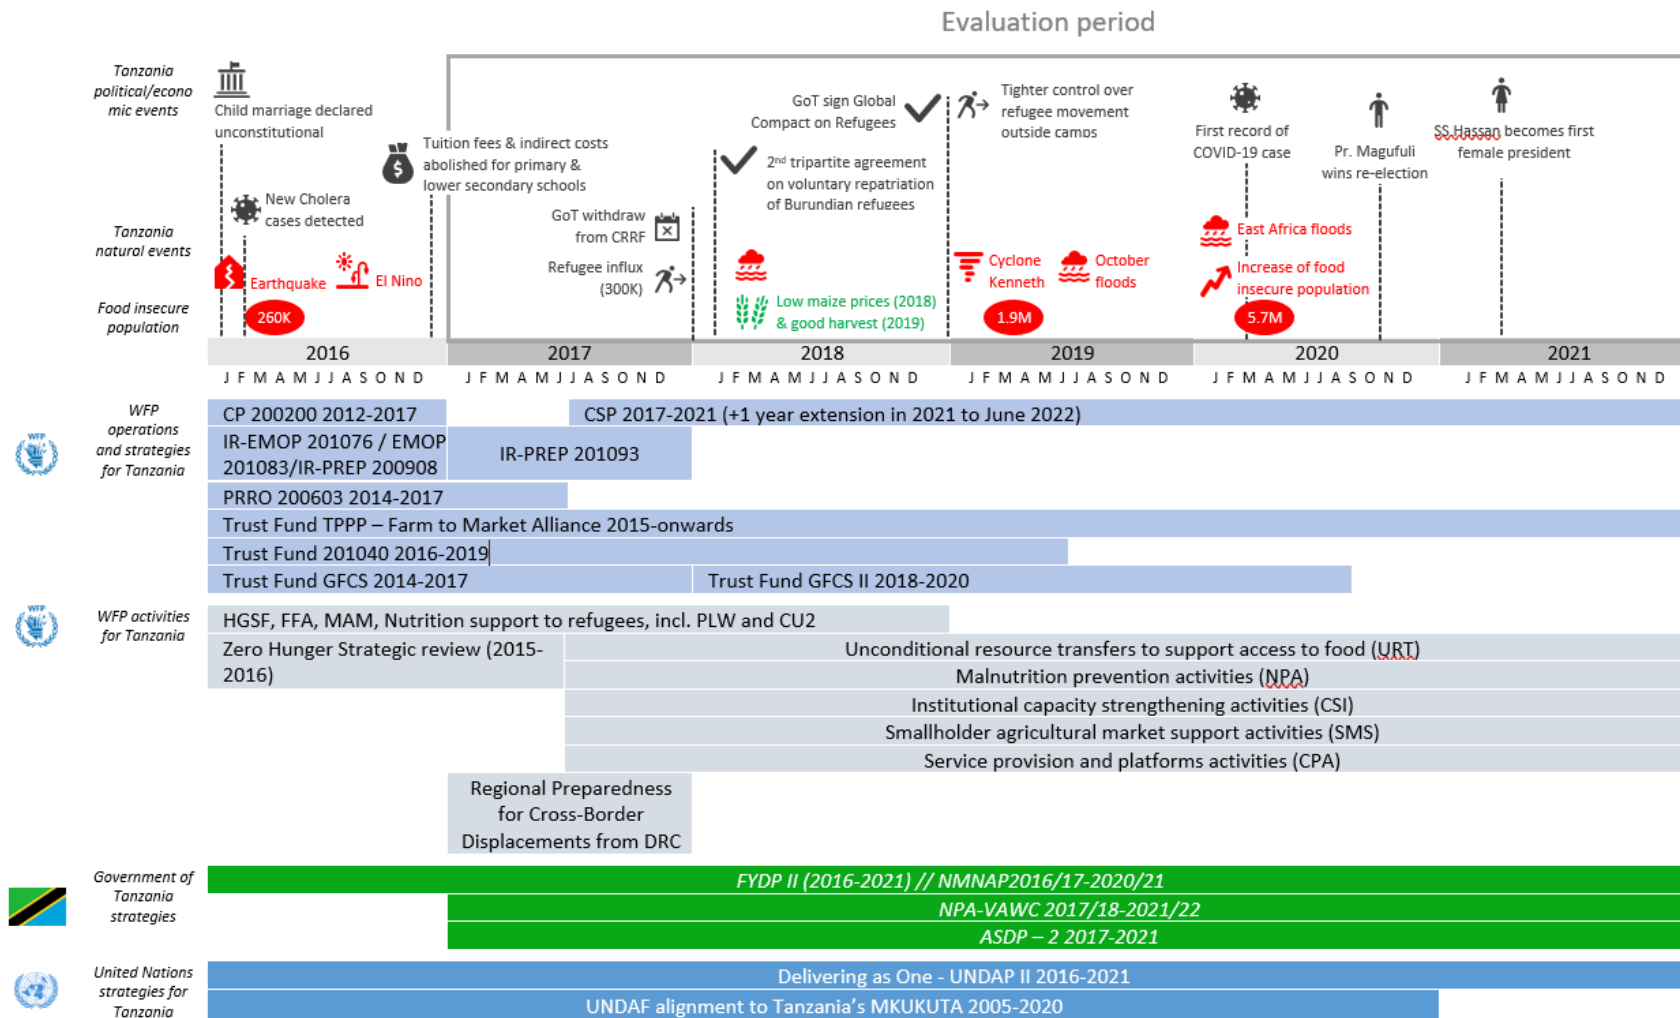 Evaluation period
Tanzania
political/econo
mic events
Child marriage declared
unconstitutional
Tuition fees & indirect costs
abolished for primary &
lower secondary schools
GoT sign Global
Compact on Refugees
2nd tripartite agreement
on voluntary repatriation
of Burundian refugees
Tighter control over
refugee movement
outside camps
First record of
COVID-19 case
Pr. Magufuli
wins re-election
SS.Hassan becomes first
female president
New Cholera
cases detected
GoT withdraw
from CRRF
Refugee influx
(300K)
Tanzania
natural events
Earthquake
El Nino
Low maize prices (2018)
& good harvest (2019)
Cyclone
Kenneth
October
floods
East Africa floods
Increase of food
insecure population
Food insecure
population
260K
1.9M
5.7M
2016
2017
2018
2019
2020
2021
J F M A M J J A S O N D
J F M A M J J A S O N D
J F M A M J J A S O N D
J F M A M J J A S O N D
J F M A M J J A S O N D
J F M A M J J A S O N D
WFP
WFP
operations
and strategies
for Tanzania
CP 200200 2012-2017
CSP 2017-2021 (+1 year extension in 2021 to June 2022)
IR-EMOP 201076 / EMOP
201083/IR-PREP 200908
IR-PREP 201093
PRRO 200603 2014-2017
Trust Fund TPPP – Farm to Market Alliance 2015-onwards
Trust Fund 201040 2016-2019
Trust Fund GFCS 2014-2017
Trust Fund GFCS II 2018-2020
WFP
WFP activities
for Tanzania
HGSF, FFA, MAM, Nutrition support to refugees, incl. PLW and CU2
Zero Hunger Strategic review (2015-
2016)
Unconditional resource transfers to support access to food (URT)
Malnutrition prevention activities (NPA)
Institutional capacity strengthening activities (CSI)
Smallholder agricultural market support activities (SMS)
Service provision and platforms activities (CPA)
Regional Preparedness
for Cross-Border
Displacements from DRC
Government of
Tanzania
strategies
FYDP II (2016-2021) // NMNAP2016/17-2020/21
NPA-VAWC 2017/18-2021/22
ASDP – 2 2017-2021
United Nations
strategies for
Tanzania
Delivering as One - UNDAP II 2016-2021
UNDAF alignment to Tanzania's MKUKUTA 2005-2020